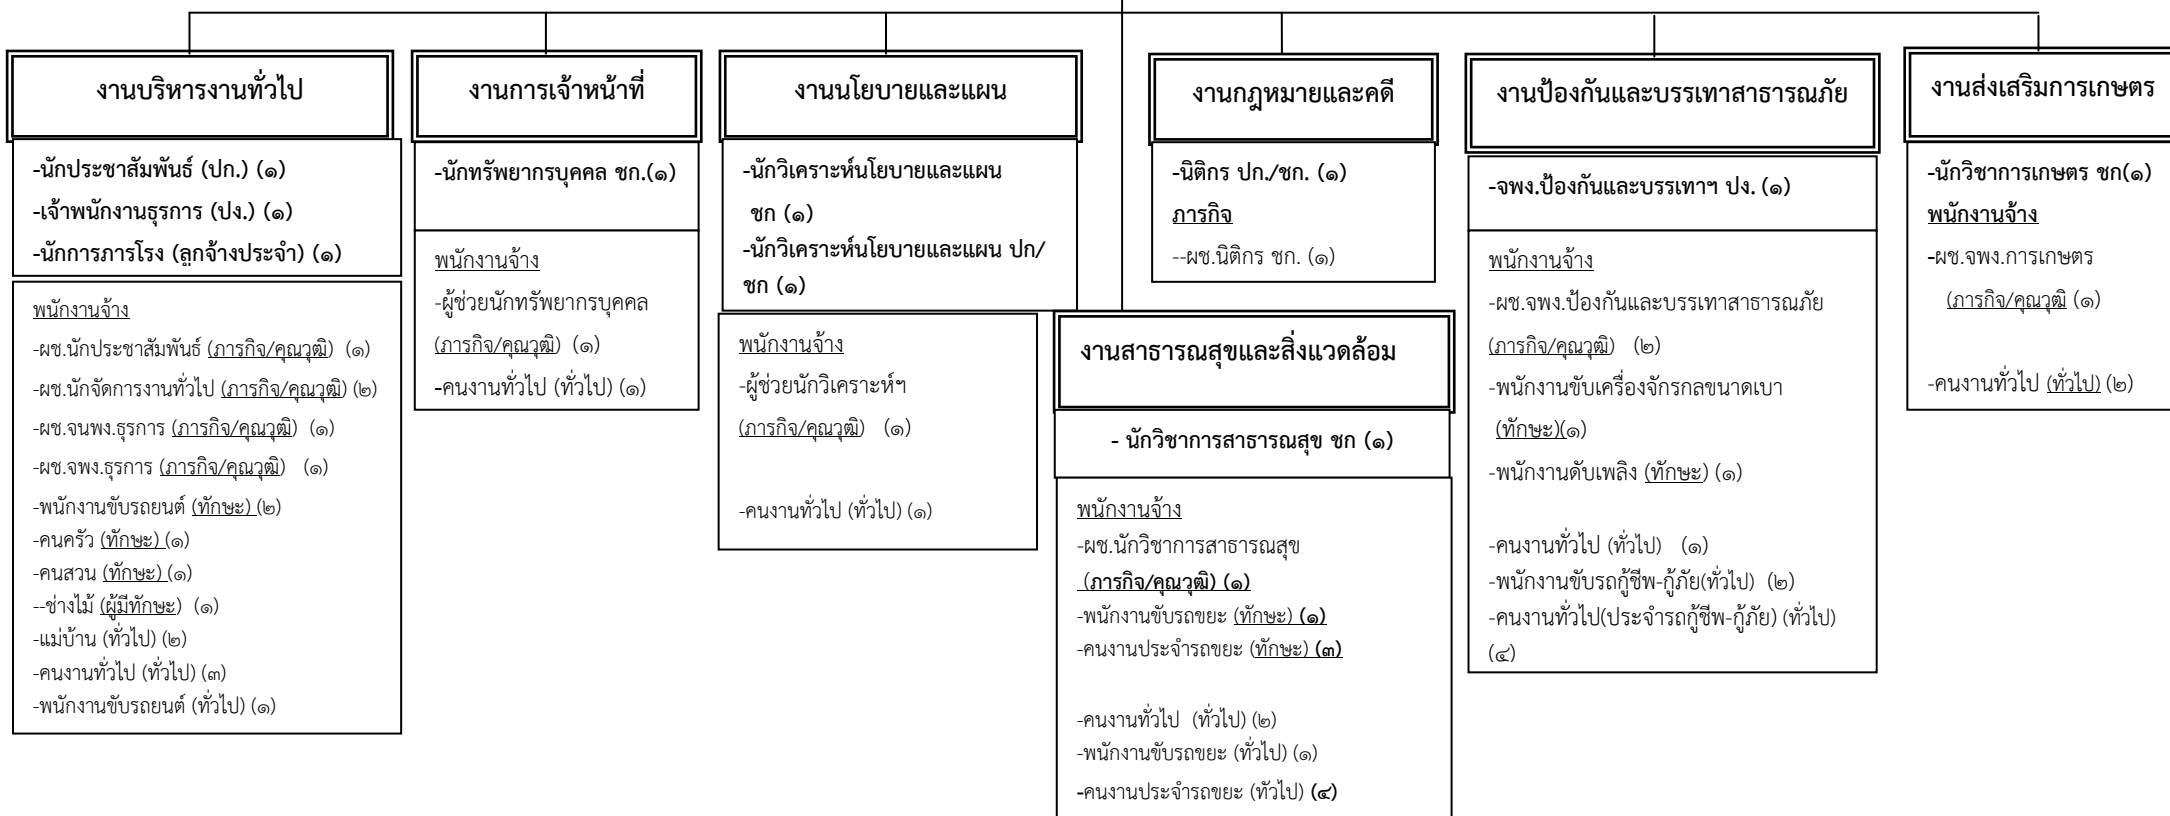 งานบริหารงานทั่วไป
-นักประชาสัมพันธ์ (ปก.) (๑)
-เจ้าพนักงานธุรการ (ปง.) (๑)
-นักการภารโรง (ลูกจ้างประจำ) (๑)
พนักงานจ้าง
-ผช.นักประชาสัมพันธ์ (ภารกิจ/คุณวุฒิ) (๑)
-ผช.นักจัดการงานทั่วไป (ภารกิจ/คุณวุฒิ) (๒)
-ผช.จนพง.ธุรการ (ภารกิจ/คุณวุฒิ) (๑)
-ผช.จพง.ธุรการ (ภารกิจ/คุณวุฒิ) (๑)
-พนักงานขับรถยนต์ (ทักษะ) (๒)
-คนครัว (ทักษะ) (๑)
-คนสวน (ทักษะ) (๑)
--ช่างไม้ (ผู้มีทักษะ) (๑)
-แม่บ้าน (ทั่วไป) (๒)
-คนงานทั่วไป (ทั่วไป) (๓)
-พนักงานขับรถยนต์ (ทั่วไป) (๑)
งานการเจ้าหน้าที่
-นักทรัพยากรบุคคล ชก.(๑)
พนักงานจ้าง
-ผู้ช่วยนักทรัพยากรบุคคล
(ภารกิจ/คุณวุฒิ) (๑)
-คนงานทั่วไป (ทั่วไป) (๑)
งานนโยบายและแผน
-นักวิเคราะห์นโยบายและแผน
ชก (๑)
-นักวิเคราะห์นโยบายและแผน ปก/
ชก (๑)
พนักงานจ้าง
-ผู้ช่วยนักวิเคราะห์ฯ
(ภารกิจ/คุณวุฒิ) (๑)
-คนงานทั่วไป (ทั่วไป) (๑)
งานกฎหมายและคดี
-นิติกร ปก./ชก. (๑)
ภารกิจ
--ผช.นิติกร ชก. (๑)
งานสาธารณสุขและสิ่งแวดล้อม
- นักวิชาการสาธารณสุข ชก (๑)
พนักงานจ้าง
-ผช.นักวิชาการสาธารณสุข
(ภารกิจ/คุณวุฒิ) (๑)
-พนักงานขับรถขยะ (ทักษะ) (๑)
-คนงานประจำรถขยะ (ทักษะ) (๓)
-คนงานทั่วไป (ทั่วไป) (๒)
-พนักงานขับรถขยะ (ทั่วไป) (๑)
-คนงานประจำรถขยะ (ทัวไป) (๔)
งานป้องกันและบรรเทาสาธารณภัย
-จพง.ป้องกันและบรรเทาฯ ปง. (๑)
พนักงานจ้าง
-ผช.จพง.ป้องกันและบรรเทาสาธารณภัย
(ภารกิจ/คุณวุฒิ) (๒)
-พนักงานขับเครื่องจักรกลขนาดเบา
(ทักษะ)(๑)
-พนักงานดับเพลิง (ทักษะ) (๑)
-คนงานทั่วไป (ทั่วไป) (๑)
-พนักงานขับรถกู้ชีพ-กู้ภัย(ทั่วไป) (๒)
-คนงานทั่วไป(ประจำรถกู้ชีพ-กู้ภัย) (ทั่วไป)
(๔)
งานส่งเสริมการเกษตร
-นักวิชาการเกษตร ชก(๑)
พนักงานจ้าง
-ผช.จพง.การเกษตร
(ภารกิจ/คุณวุฒิ (๑)
-คนงานทั่วไป (ทั่วไป) (๒)